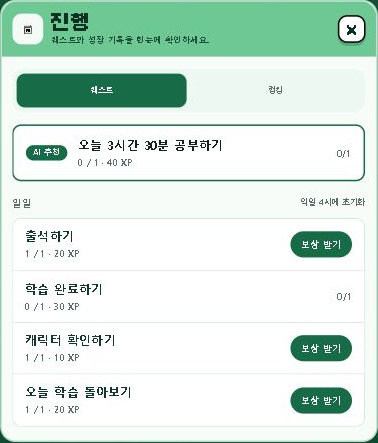 진행
퀘스트와 성장 기록을 한눈에 확인하세요.
퀘스트
랭킹
AI 추천
오늘 3시간 30분 공부하기
0 / 1 · 40 XP
0/1
일일
익일 4시에 초기화
출석하기
1 / 1 · 20 XP
보상 받기
학습 완료하기
0 / 1 · 30 XP
0/1
캐릭터 확인하기
1 / 1 · 10 XP
보상 받기
오늘 학습 돌아보기
1 / 1 · 20 XP
보상 받기